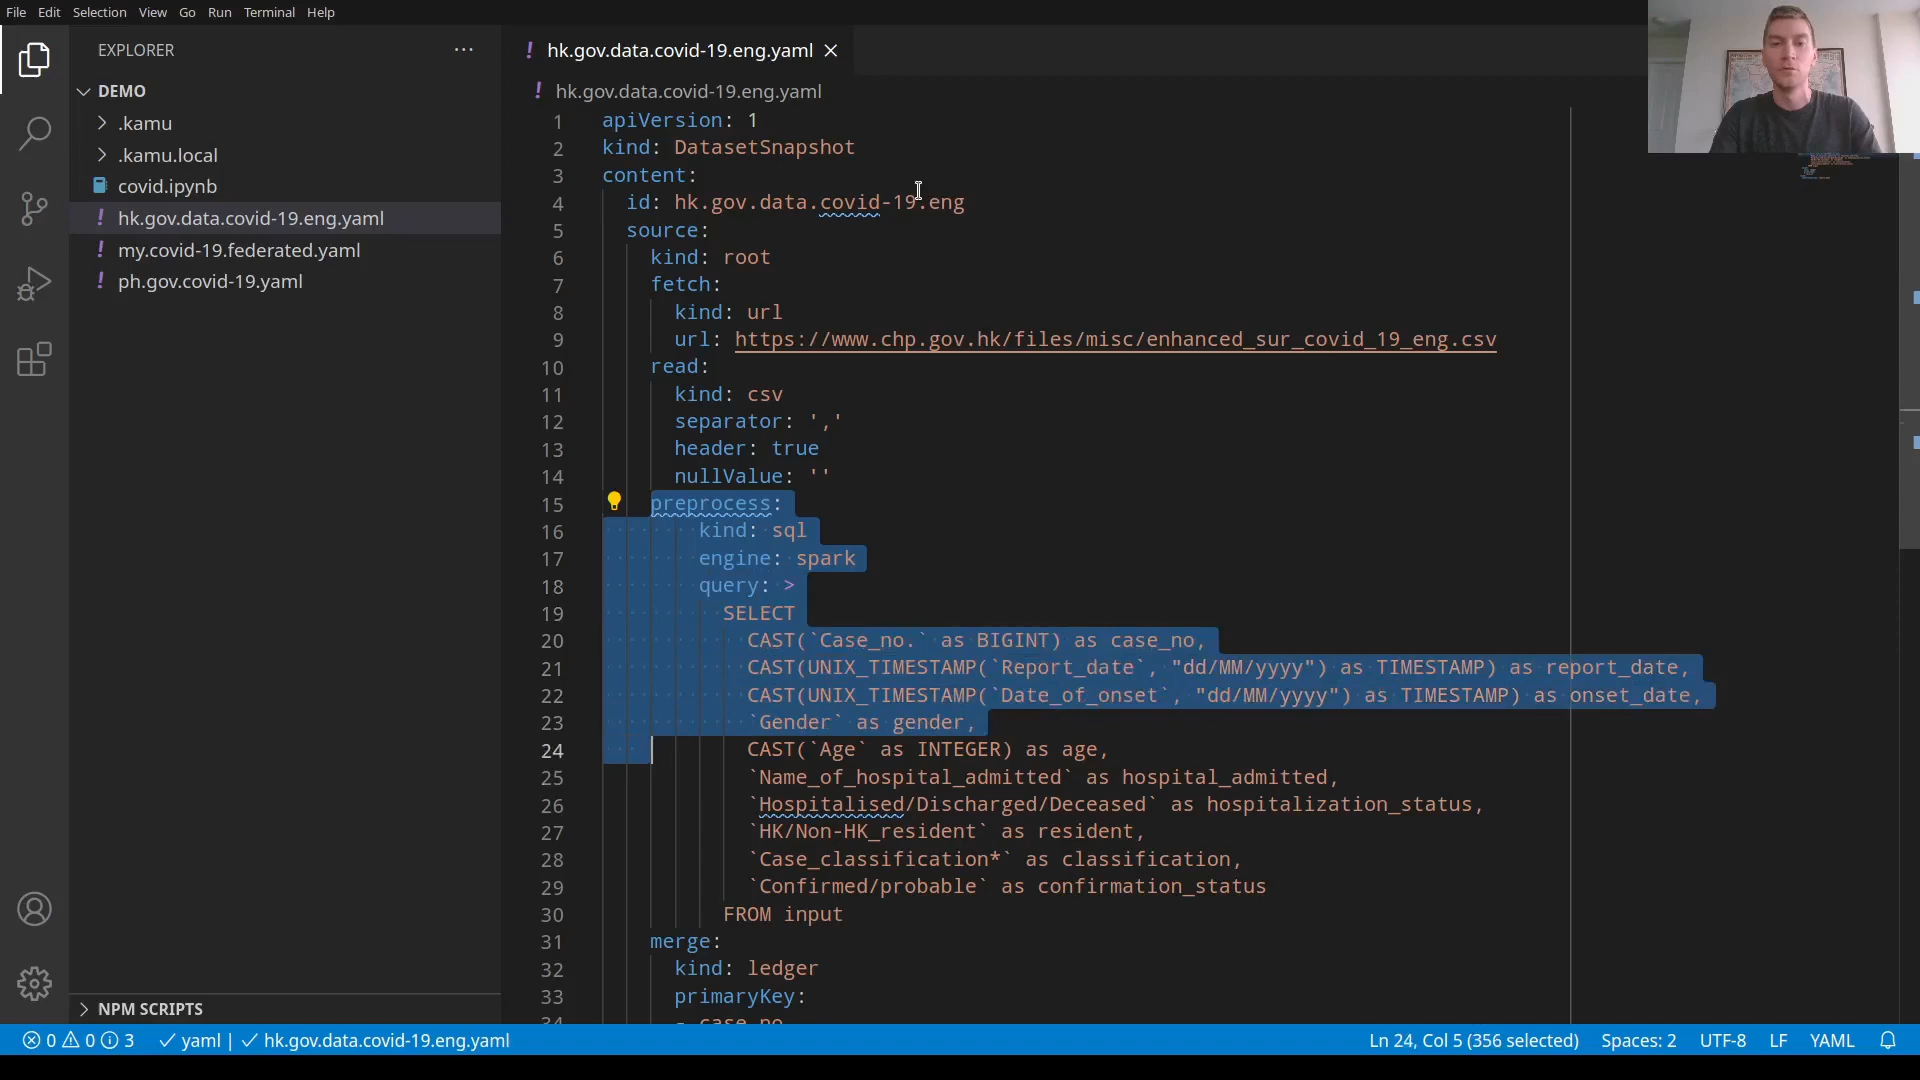 File Edit Selection View Go Run Terminal Help
EXPLORER
DEMO
.kamu
.kamu.local
covid.ipynb
hk.gov.data.covid-19.eng.yaml
my.covid-19.federated.yaml
ph.gov.covid-19.yaml
NPM SCRIPTS
hk.gov.data.covid-19.eng.yaml
hk.gov.data.covid-19.eng.yaml
1 apiVersion: 1
2 kind: DatasetSnapshot
3 content:
4 id: hk.gov.data.covid-19.eng
5 source:
6 kind: root
7 fetch:
8 kind: url
9 url: https://www.chp.gov.hk/files/misc/enhanced_sur_covid_19_eng.csv
10 read:
11 kind: csv
12 separator: ','
13 header: true
14 nullValue: ''
15 preprocess:
16 kind: sql
17 engine: spark
18 query: >
19 SELECT
20 CAST(`Case_no.` as BIGINT) as case_no,
21 CAST(UNIX_TIMESTAMP(`Report_date`, "dd/MM/yyyy") as TIMESTAMP) as report_date,
22 CAST(UNIX_TIMESTAMP(`Date_of_onset`, "dd/MM/yyyy") as TIMESTAMP) as onset_date,
23 `Gender` as gender,
24 CAST(`Age` as INTEGER) as age,
25 `Name_of_hospital_admitted` as hospital_admitted,
26 `Hospitalised/Discharged/Deceased` as hospitalization_status,
27 `HK/Non-HK_resident` as resident,
28 `Case_classification*` as classification,
29 `Confirmed/probable` as confirmation_status
30 FROM input
31 merge:
32 kind: ledger
33 primaryKey:
34 - case_no
0 0 3 yaml | hk.gov.data.covid-19.eng.yaml Ln 24, Col 5 (356 selected) Spaces: 2 UTF-8 LF YAML